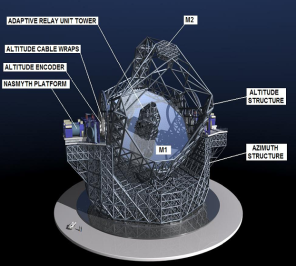 ADAPTIVE RELAY UNIT TOWER
M2
ALTITUDE CABLE WRAPS
ALTITUDE ENCODER
NASMYTH PLATFORM
ALTITUDE
STRUCTURE
M1
AZIMUTH
STRUCTURE